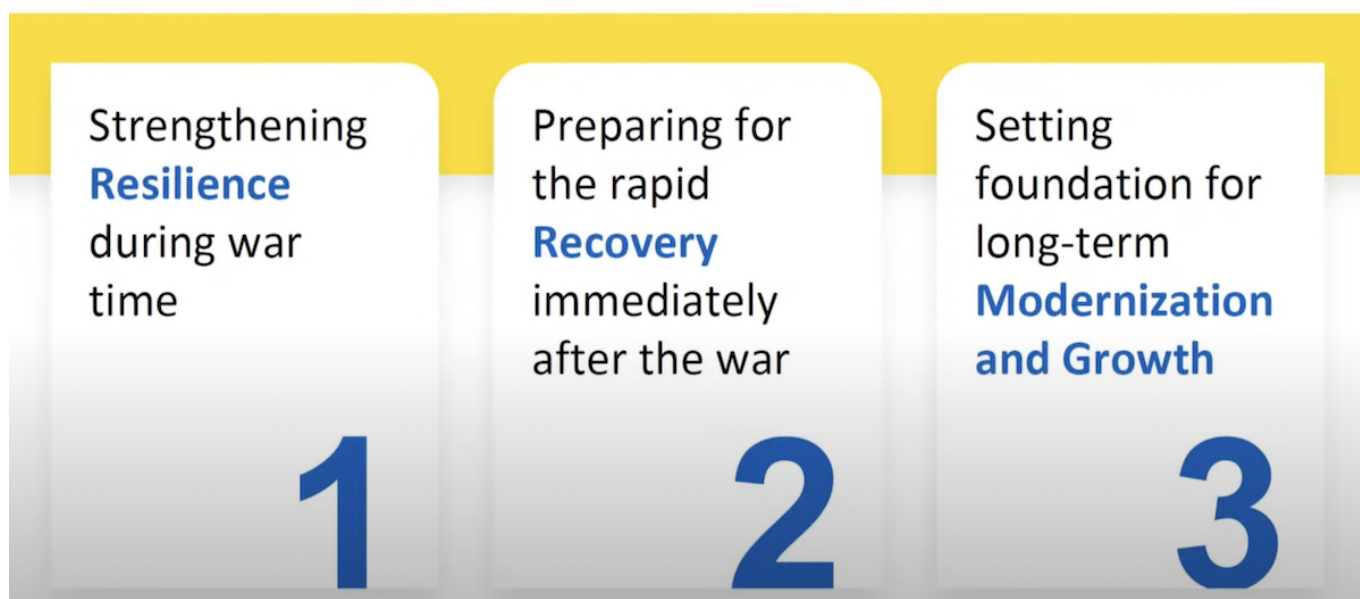 Strengthening
Resilience
during war
time
1
Preparing for
the rapid
Recovery
immediately
after the war
2
Setting
foundation for
long-term
Modernization
and Growth
3